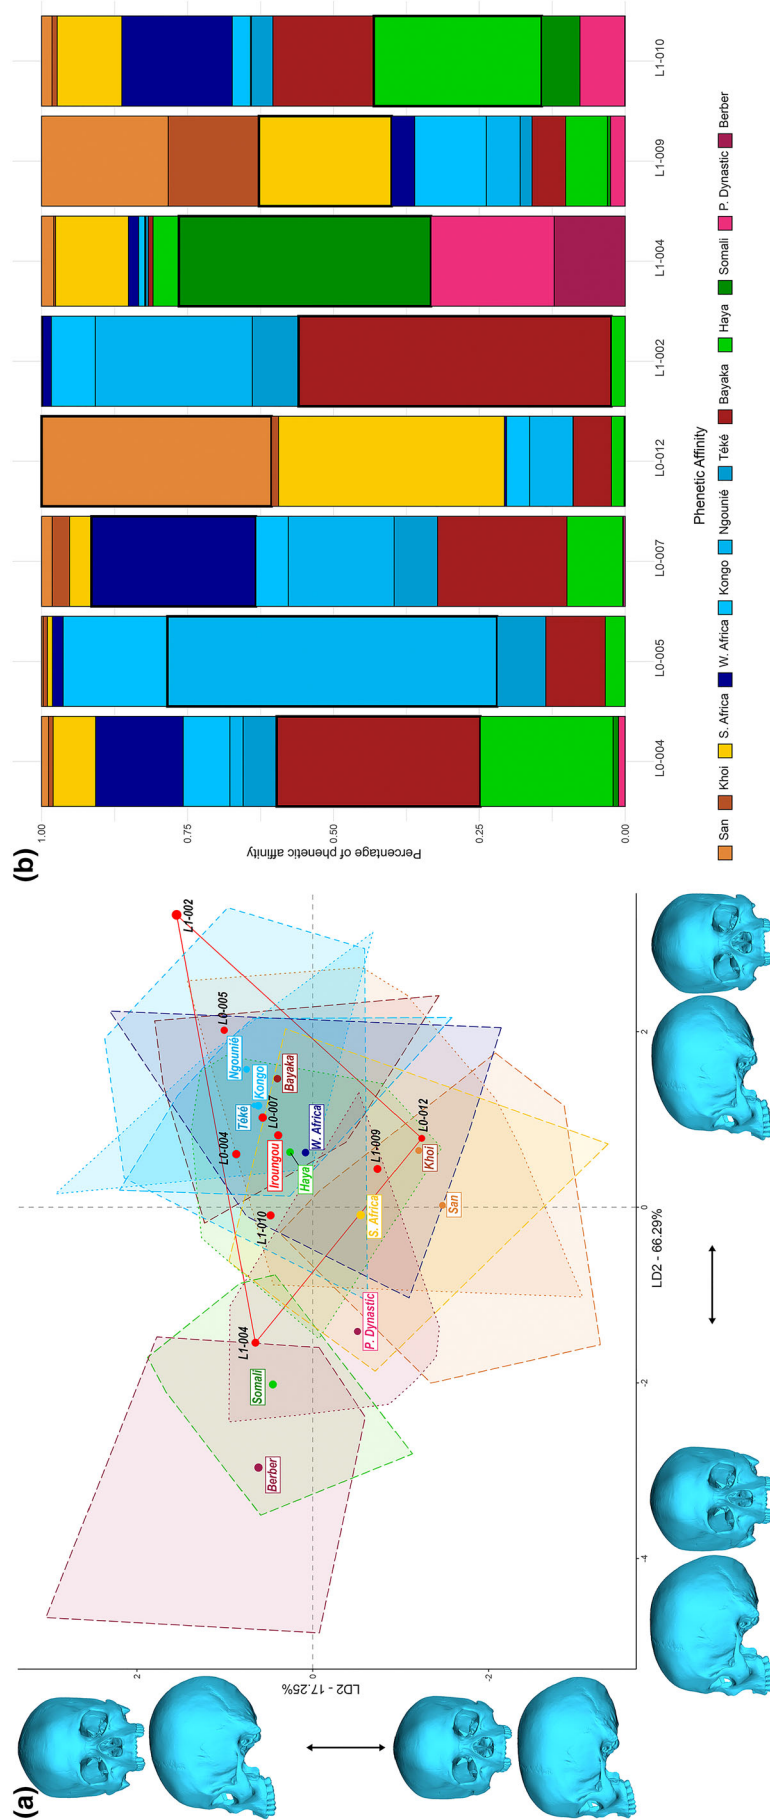 (a)
LD2 - 17.25%
2
0
-2
-4
-2
0
2
LD2 - 66.29%
L1-002
L0-005
Ngounié
Kongo
Téké
Bayaka
L0-007
L0-004
Iroungou
Haya
W. Africa
L1-010
L1-009
L0-012
Khoi
San
S. Africa
P. Dynastic
L1-004
Somali
Berber
(b)
Percentage of phenetic affinity
1.00
0.75
0.50
0.25
0.00
L0-004
L0-005
L0-007
L0-012
L1-002
L1-004
L1-009
L1-010
Phenetic Affinity
San Khoi S. Africa W. Africa Kongo Ngounié Téké Bayaka Haya Somali P. Dynastic Berber